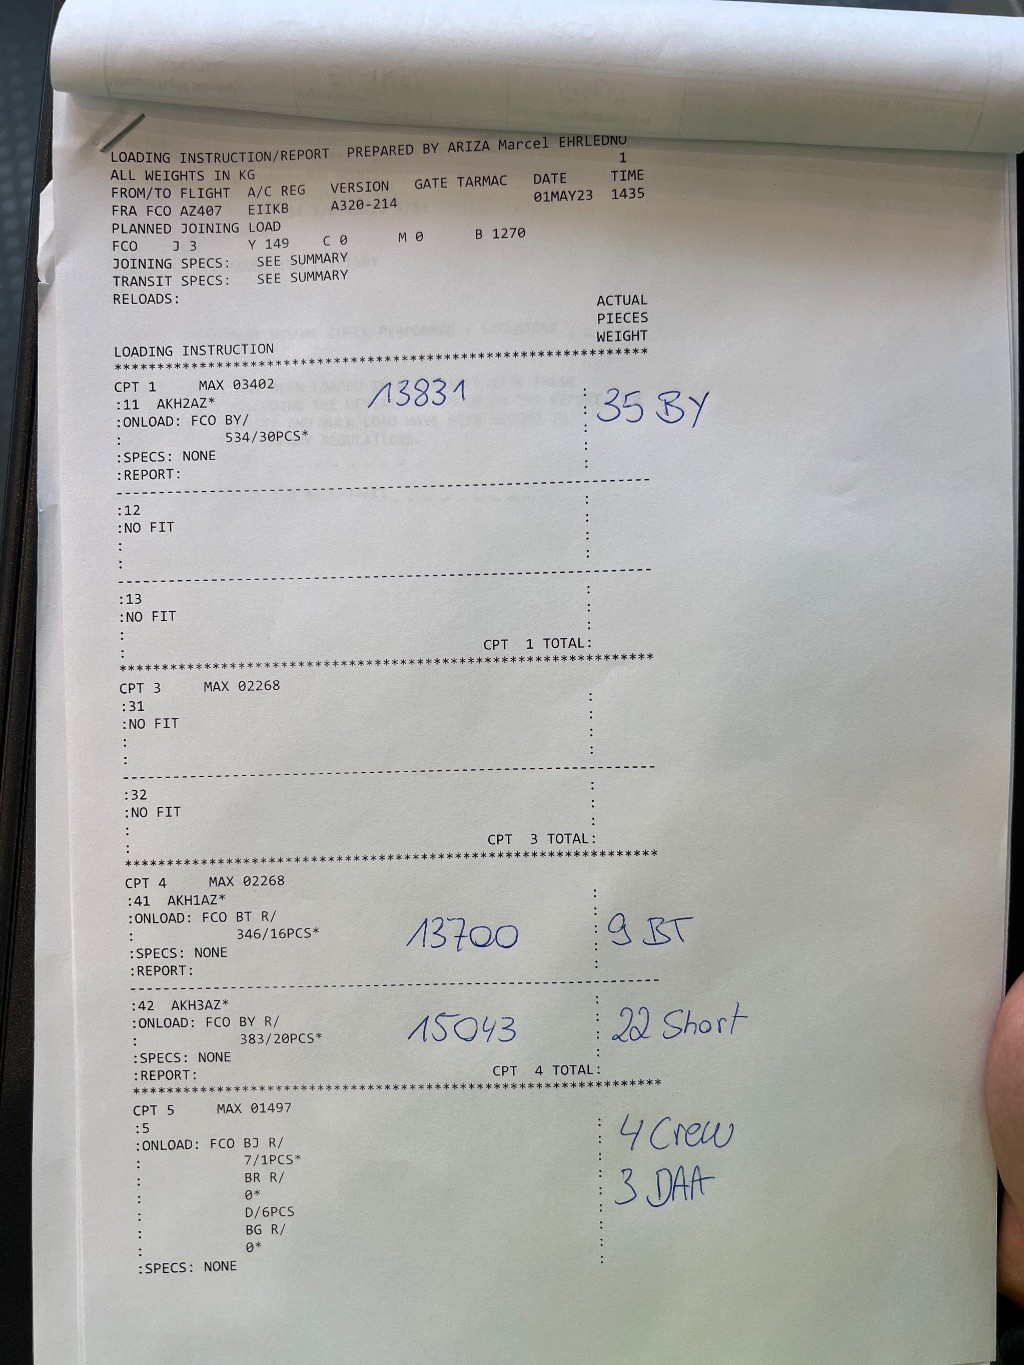 LOADING INSTRUCTION/REPORT PREPARED BY ARIZA Marcel EHRLEDNO
ALL WEIGHTS IN KG 1
FROM/TO FLIGHT A/C REG VERSION GATE TARMAC DATE TIME
FRA FCO AZ407 EIIKB A320-214 01MAY23 1435
PLANNED JOINING LOAD
FCO J 3 Y 149 C 0 M 0 B 1270
JOINING SPECS: SEE SUMMARY
TRANSIT SPECS: SEE SUMMARY
RELOADS: ACTUAL
PIECES
WEIGHT
LOADING INSTRUCTION
****************************************************************
CPT 1 MAX 03402 13831
:11 AKH2AZ* : 35 BY
:ONLOAD: FCO BY/ :
: 534/30PCS* :
:SPECS: NONE :
:REPORT: :
----------------------------------------------------------------
:12 :
:NO FIT :
: :
: :
----------------------------------------------------------------
:13 :
:NO FIT :
: :
: CPT 1 TOTAL:
****************************************************************
CPT 3 MAX 02268
:31 :
:NO FIT :
: :
: :
----------------------------------------------------------------
:32 :
:NO FIT :
: :
: CPT 3 TOTAL:
****************************************************************
CPT 4 MAX 02268
:41 AKH1AZ* :
:ONLOAD: FCO BT R/ :
: 346/16PCS* 13700 : 9 BT
:SPECS: NONE :
:REPORT: :
----------------------------------------------------------------
:42 AKH3AZ* :
:ONLOAD: FCO BY R/ 15043 : 22 Short
: 383/20PCS* :
:SPECS: NONE :
:REPORT: CPT 4 TOTAL:
****************************************************************
CPT 5 MAX 01497
:5 : 4 Crew
:ONLOAD: FCO BJ R/ :
: 7/1PCS* :
: BR R/ : 3 DAA
: 0* :
: D/6PCS :
: BG R/ :
: 0* :
:SPECS: NONE